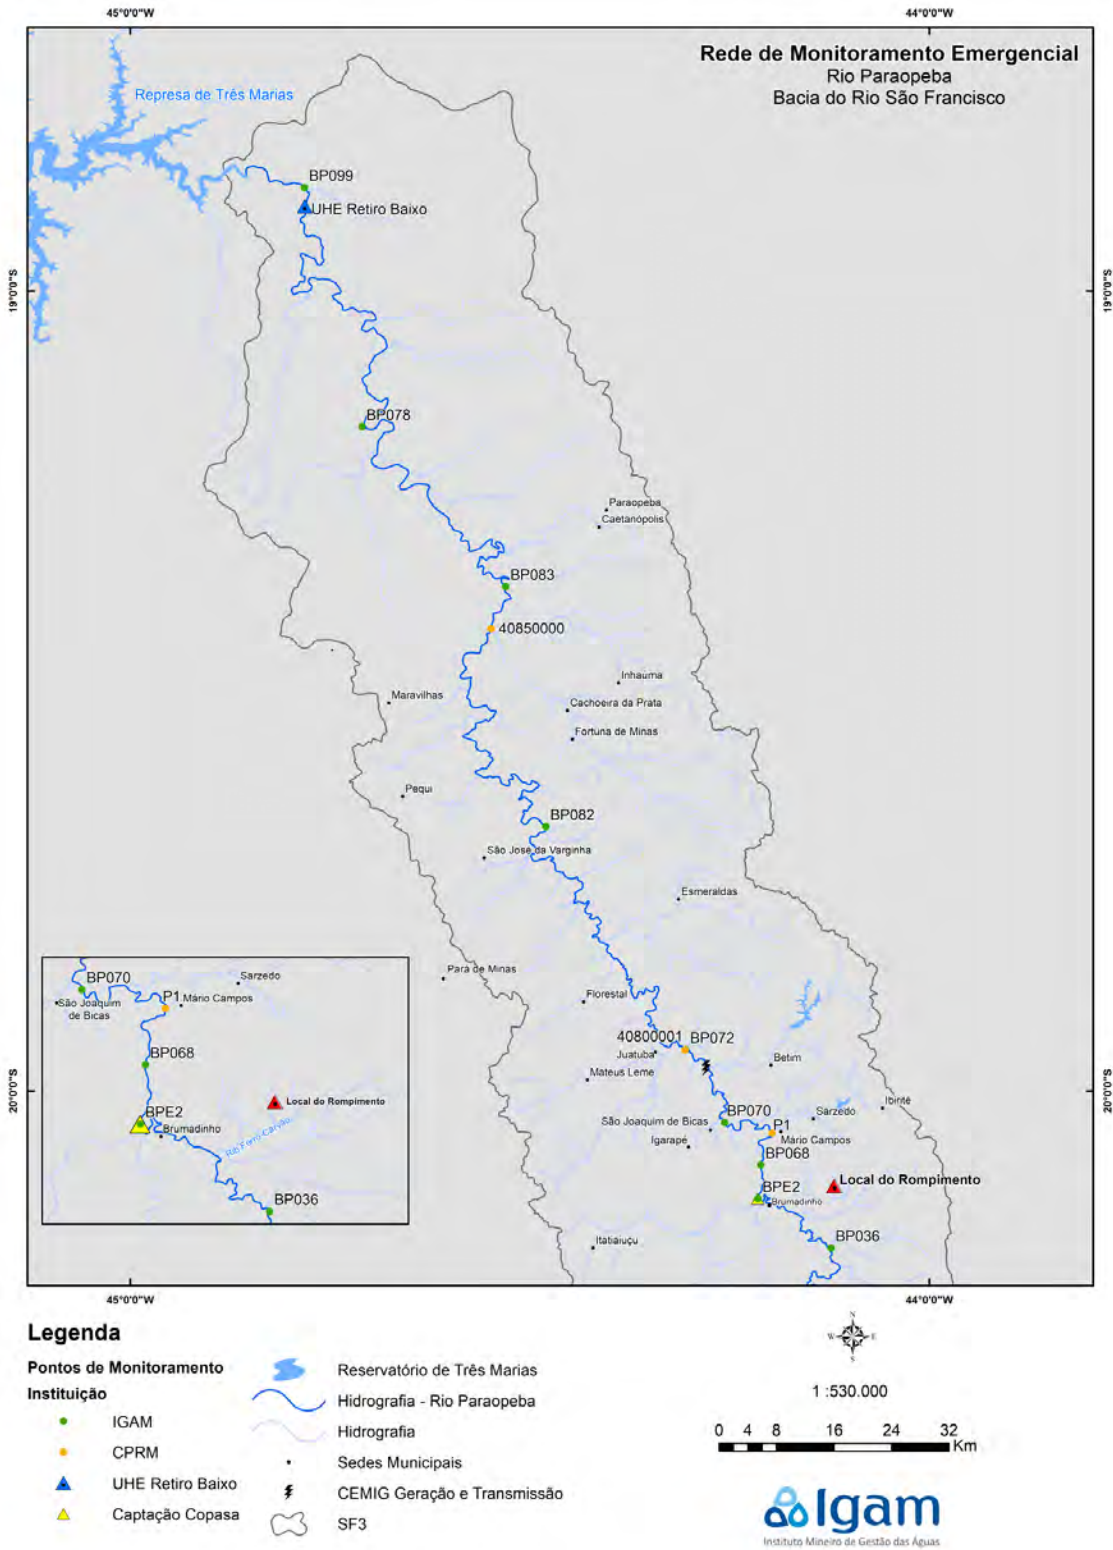 45°0'0"W
44°0'0"W
Rede de Monitoramento Emergencial
Rio Paraopeba
Bacia do Rio São Francisco
Represa de Três Marias
BP099
UHE Retiro Baixo
19°0'0"S
19°0'0"S
BP078
Paraopeba
Caetanópolis
BP083
40850000
Inhaúma
Maravilhas
Cachoeira da Prata
Fortuna de Minas
Pequi
BP082
São José da Varginha
Esmeraldas
Pará de Minas
Florestal
40800001
BP072
Juatuba
Betim
Mateus Leme
Ibirité
20°0'0"S
20°0'0"S
São Joaquim de Bicas
BP070
Sarzedo
P1
Igarapé
Mário Campos
BP068
Local do Rompimento
BPE2
Brumadinho
BP036
Itatiaiuçu
Sarzedo
BP070
São Joaquim
de Bicas
P1
Mário Campos
BP068
Local do Rompimento
BPE2
Brumadinho
Rib Ferro-Carvão
BP036
45°0'0"W
44°0'0"W
Legenda
Pontos de Monitoramento
Instituição
IGAM
CPRM
UHE Retiro Baixo
Captação Copasa
Reservatório de Três Marias
Hidrografia - Rio Paraopeba
Hidrografia
Sedes Municipais
CEMIG Geração e Transmissão
SF3
N
W
E
S
1 :530.000
0 4 8 16 24 32
Km
Igam
Instituto Mineiro de Gestão das Águas